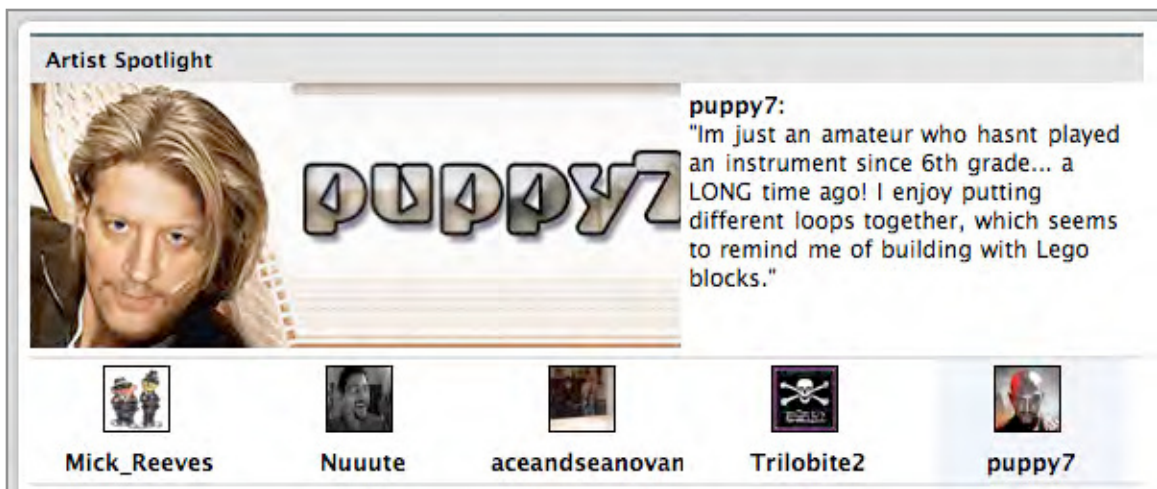 Artist Spotlight
puppy7
puppy7:
"Im just an amateur who hasnt played
an instrument since 6th grade... a
LONG time ago! I enjoy putting
different loops together, which seems
to remind me of building with Lego
blocks."
Mick_Reeves
Nuuute
aceandseanovan
Trilobite2
puppy7